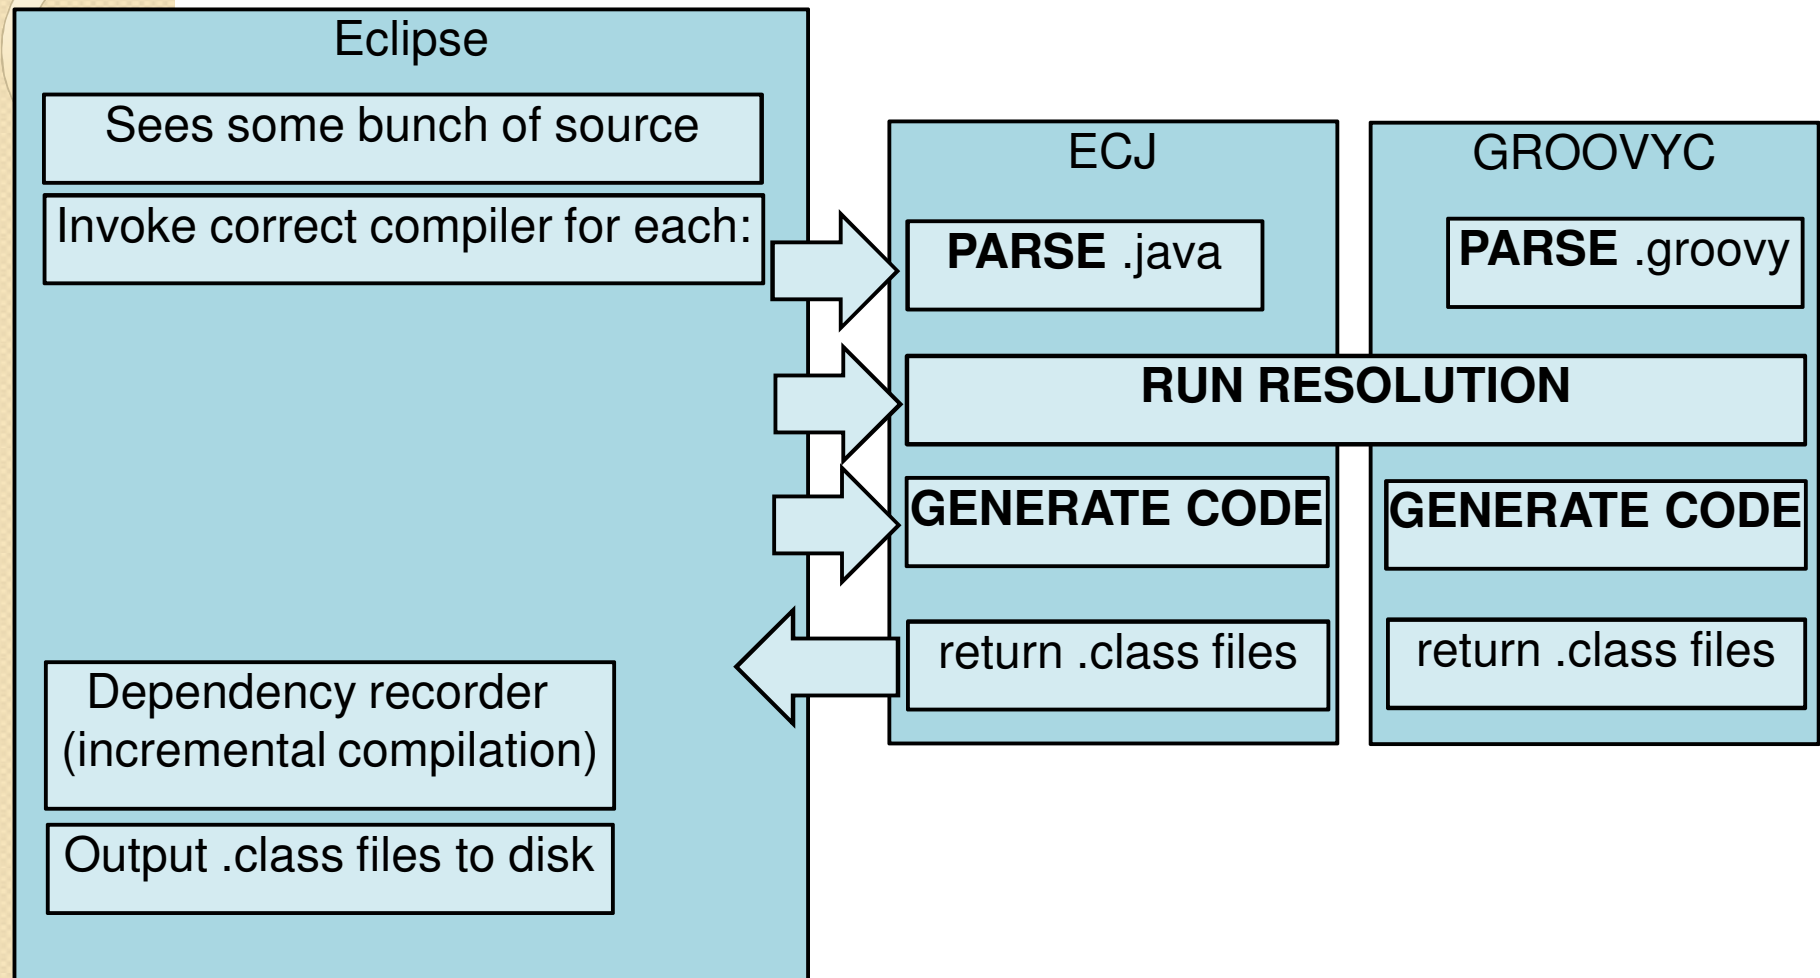 Eclipse
Sees some bunch of source
Invoke correct compiler for each:
Dependency recorder
(incremental compilation)
Output .class files to disk
ECJ
PARSE .java
RUN RESOLUTION
GENERATE CODE
return .class files
GROOVYC
PARSE .groovy
GENERATE CODE
return .class files